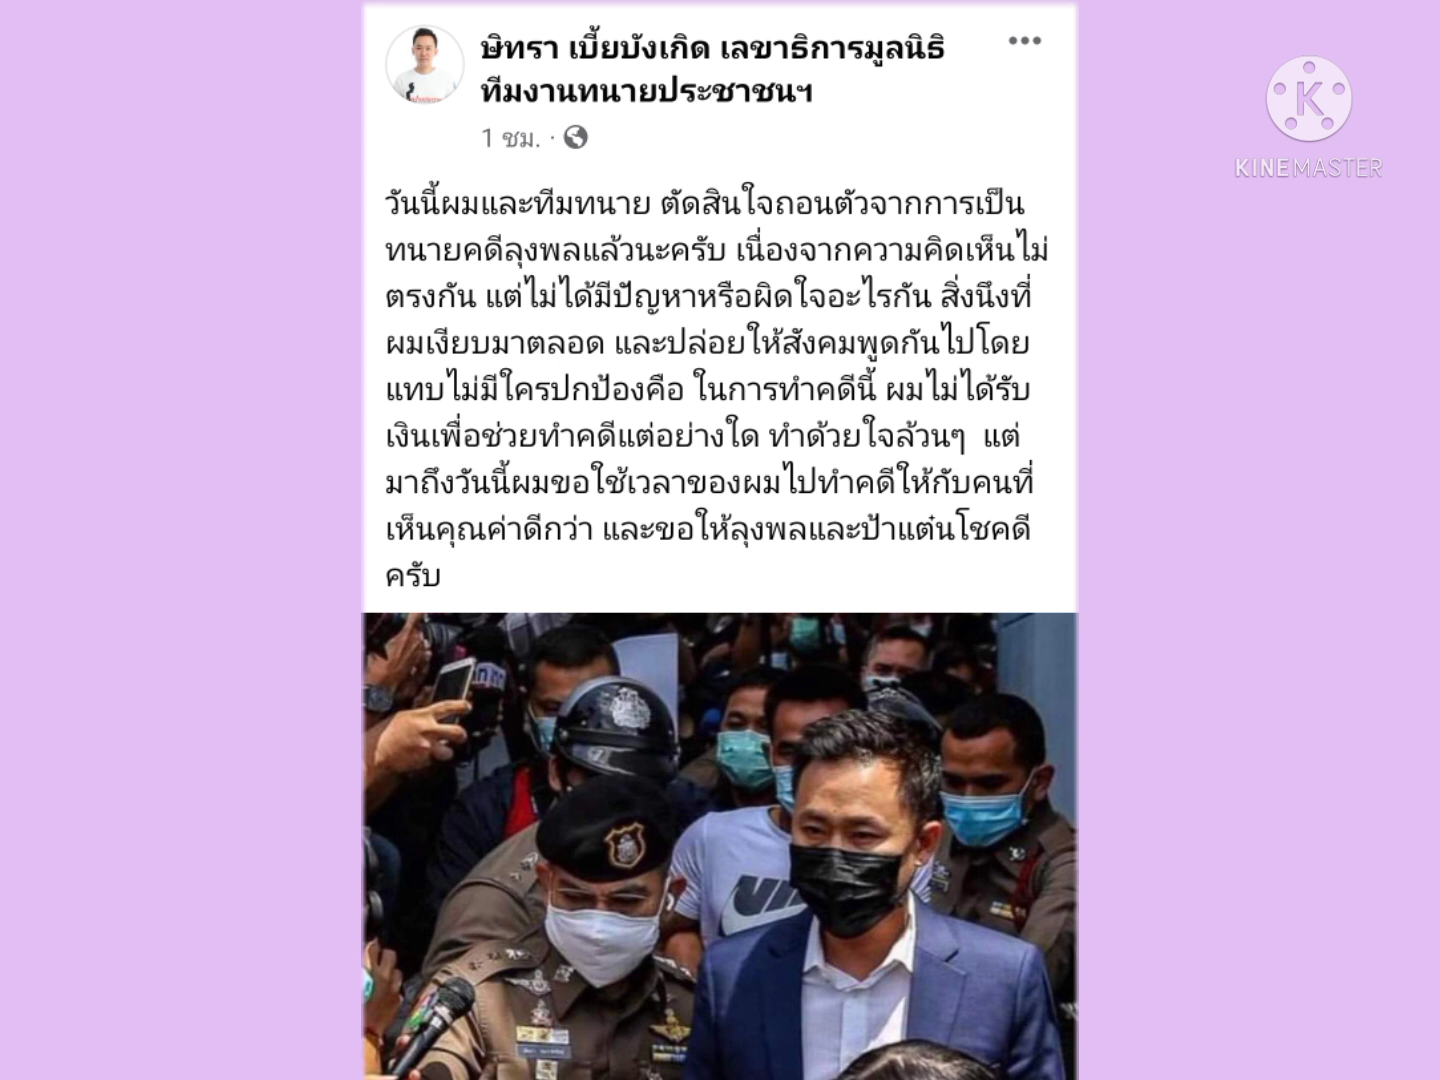 ษิทรา เบี้ยบังเกิด เลขาธิการมูลนิธิ
ทีมงานทนายประชาชนฯ
1 ชม. ·
วันนี้ผมและทีมทนาย ตัดสินใจถอนตัวจากการเป็น
ทนายคดีลุงพลแล้วนะครับ เนื่องจากความคิดเห็นไม่
ตรงกัน แต่ไม่ได้มีปัญหาหรือผิดใจอะไรกัน สิ่งนึงที่
ผมเงียบมาตลอด และปล่อยให้สังคมพูดกันไปโดย
แทบไม่มีใครปกป้องคือ ในการทำคดีนี้ ผมไม่ได้รับ
เงินเพื่อช่วยทำคดีแต่อย่างใด ทำด้วยใจล้วนๆ แต่
มาถึงวันนี้ผมขอใช้เวลาของผมไปทำคดีให้กับคนที่
เห็นคุณค่าดีกว่า และขอให้ลุงพลและป้าแต๋นโชคดี
ครับ
K
KINEMASTER